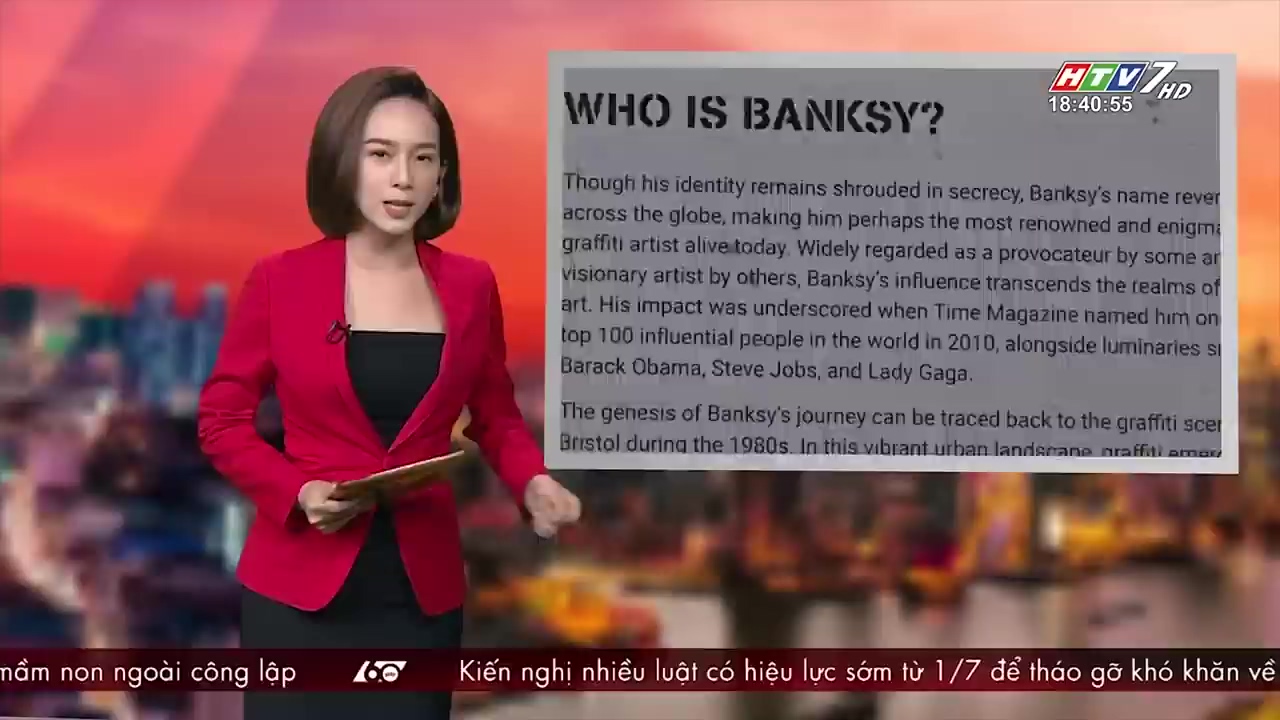 HTV7 HD
18:40:55
WHO IS BANKSY?
Though his identity remains shrouded in secrecy, Banksy's name rever
across the globe, making him perhaps the most renowned and enigma
graffiti artist alive today. Widely regarded as a provocateur by some ar
visionary artist by others, Banksy's influence transcends the realms of
art. His impact was underscored when Time Magazine named him on
top 100 influential people in the world in 2010, alongside luminaries su
Barack Obama, Steve Jobs, and Lady Gaga.
The genesis of Banksy's journey can be traced back to the graffiti scen
Bristol during the 1980s. In this vibrant urban landscape, graffiti emerg
mầm non ngoài công lập 60 Kiến nghị nhiều luật có hiệu lực sớm từ 1/7 để tháo gỡ khó khăn về